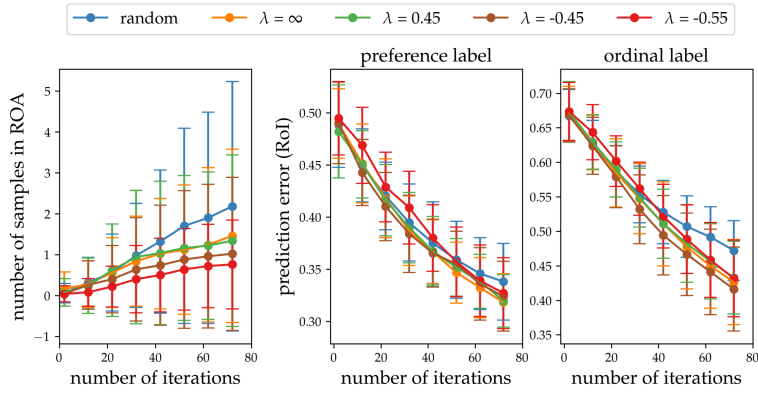 random λ = ∞ λ = 0.45 λ = -0.45 λ = -0.55
preference label ordinal label
number of samples in ROA
5
4
3
2
1
0
−1
0 20 40 60 80
number of iterations
prediction error (RoI)
0.50
0.45
0.40
0.35
0.30
0 20 40 60 80
number of iterations
0.70
0.65
0.60
0.55
0.50
0.45
0.40
0.35
0 20 40 60 80
number of iterations